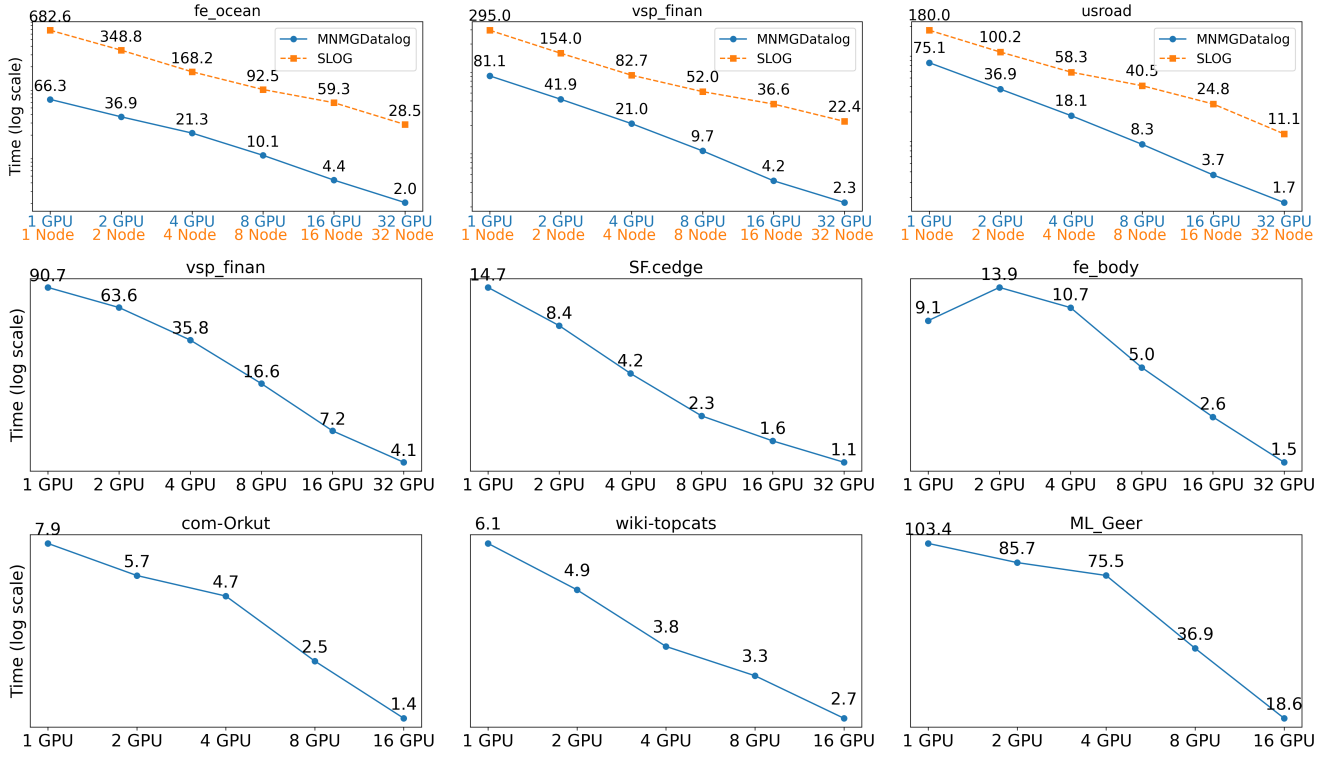 fe_ocean
682.6
348.8
168.2
92.5
59.3
28.5
66.3
36.9
21.3
10.1
4.4
2.0
MNMGDatalog
SLOG
Time (log scale)
1 GPU 2 GPU 4 GPU 8 GPU 16 GPU 32 GPU
1 Node 2 Node 4 Node 8 Node 16 Node 32 Node
vsp_finan
295.0
154.0
82.7
52.0
36.6
22.4
81.1
41.9
21.0
9.7
4.2
2.3
MNMGDatalog
SLOG
1 GPU 2 GPU 4 GPU 8 GPU 16 GPU 32 GPU
1 Node 2 Node 4 Node 8 Node 16 Node 32 Node
usroad
180.0
100.2
58.3
40.5
24.8
11.1
75.1
36.9
18.1
8.3
3.7
1.7
MNMGDatalog
SLOG
1 GPU 2 GPU 4 GPU 8 GPU 16 GPU 32 GPU
1 Node 2 Node 4 Node 8 Node 16 Node 32 Node
vsp_finan
90.7
63.6
35.8
16.6
7.2
4.1
Time (log scale)
1 GPU 2 GPU 4 GPU 8 GPU 16 GPU 32 GPU
SF.cedge
14.7
8.4
4.2
2.3
1.6
1.1
1 GPU 2 GPU 4 GPU 8 GPU 16 GPU 32 GPU
fe_body
9.1
13.9
10.7
5.0
2.6
1.5
1 GPU 2 GPU 4 GPU 8 GPU 16 GPU 32 GPU
com-Orkut
7.9
5.7
4.7
2.5
1.4
Time (log scale)
1 GPU 2 GPU 4 GPU 8 GPU 16 GPU
wiki-topcats
6.1
4.9
3.8
3.3
2.7
1 GPU 2 GPU 4 GPU 8 GPU 16 GPU
ML_Geer
103.4
85.7
75.5
36.9
18.6
1 GPU 2 GPU 4 GPU 8 GPU 16 GPU